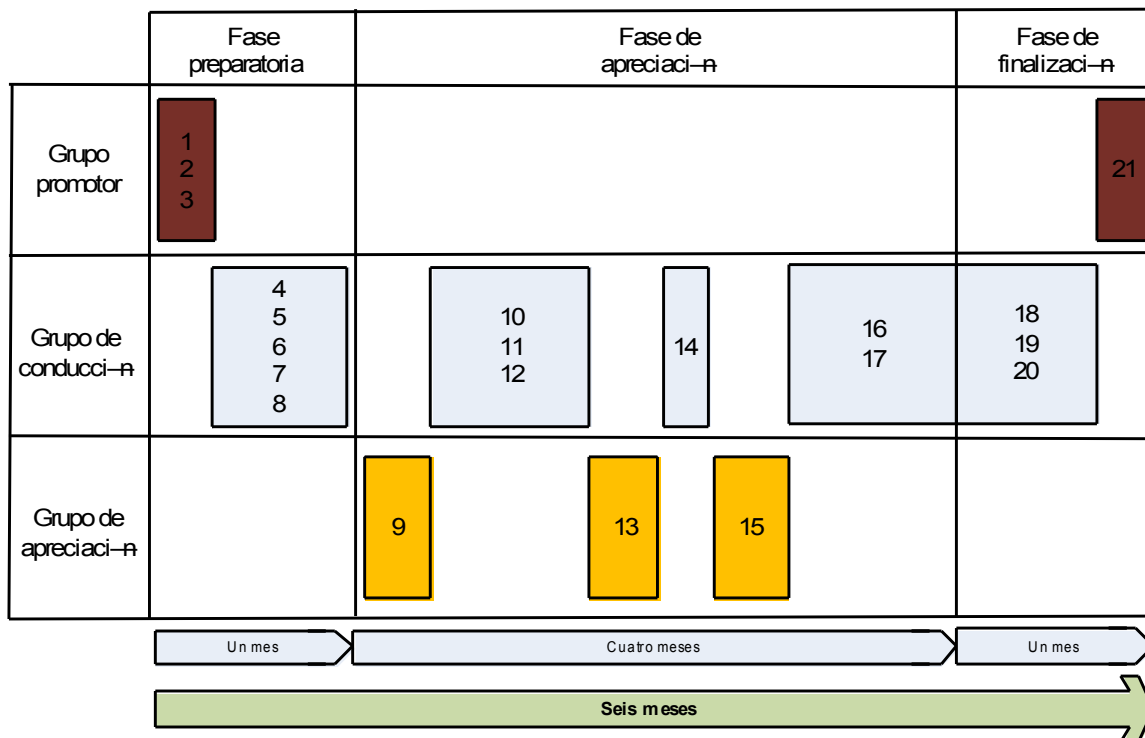 Fase
preparatoria
Fase de
apreciaci–n
Fase de
finalizaci–n
Grupo
promotor
1
2
3
21
Grupo de
conducci–n
4
5
6
7
8
10
11
12
14
16
17
18
19
20
Grupo de
apreciaci–n
9
13
15
Un mes
Cuatro meses
Un mes
Seis meses